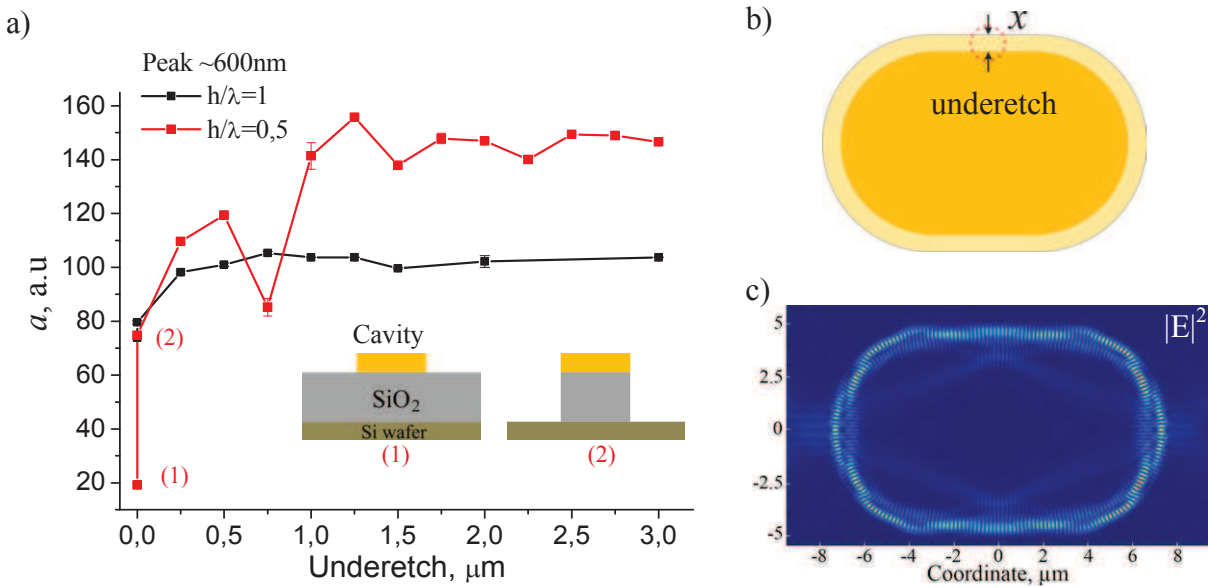 a)
Peak ~600nm
h/λ=1
h/λ=0,5
160
140
120
100
80
60
40
20
a, a.u
0,0 0,5 1,0 1,5 2,0 2,5 3,0
Underetch, μm
(2)
(1)
Cavity
SiO2
Si wafer
(1)
(2)
b)
x
underetch
c)
|E|²
5
2.5
0
-2.5
-5
-8 -6 -4 -2 0 2 4 6 8
Coordinate, μm